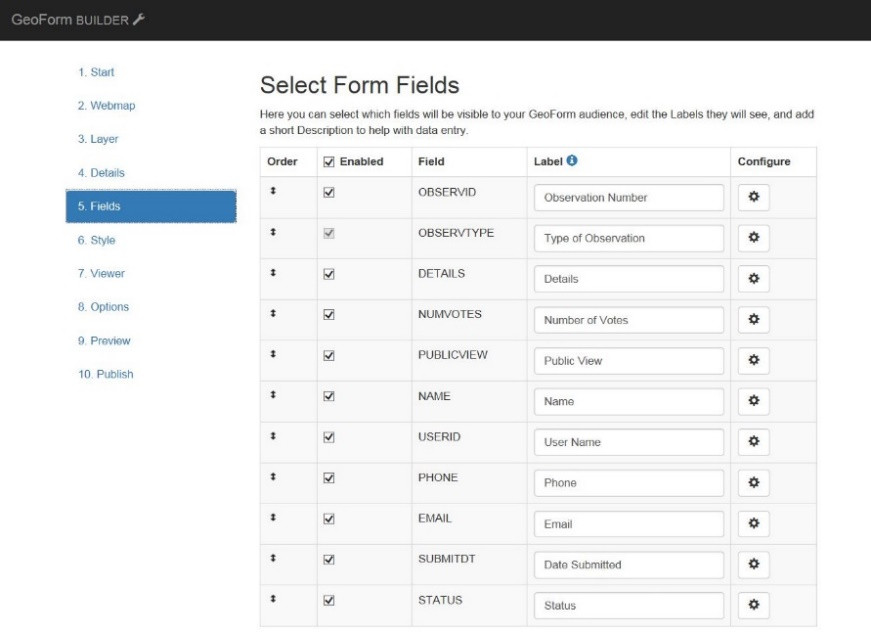 GeoForm BUILDER
1. Start
2. Webmap
3. Layer
4. Details
5. Fields
6. Style
7. Viewer
8. Options
9. Preview
10. Publish
Select Form Fields
Here you can select which fields will be visible to your GeoForm audience, edit the Labels they will see, and add
a short Description to help with data entry.
Order Enabled Field Label Configure
OBSERVID Observation Number
OBSERVTYPE Type of Observation
DETAILS Details
NUMVOTES Number of Votes
PUBLICVIEW Public View
NAME Name
USERID User Name
PHONE Phone
EMAIL Email
SUBMITDT Date Submitted
STATUS Status